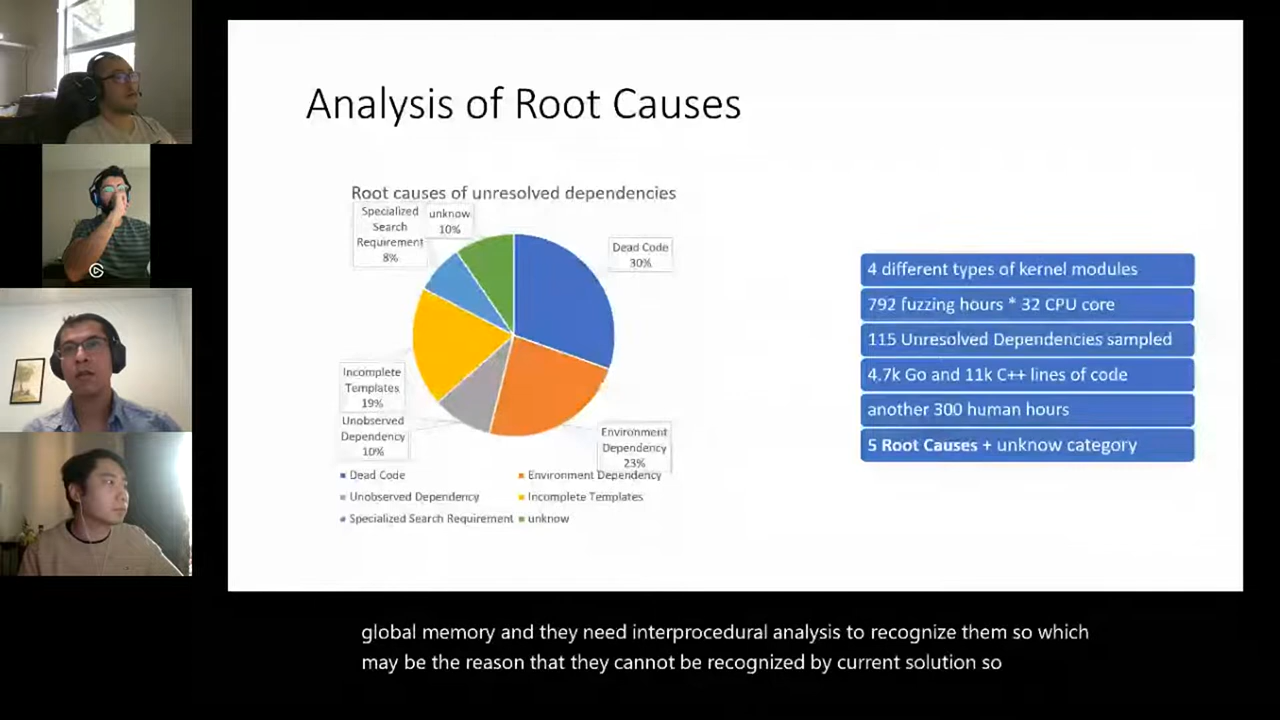 Analysis of Root Causes
Root causes of unresolved dependencies
Specialized
Search
Requirement
8%
unknow
10%
Dead Code
30%
Incomplete
Templates
19%
Unobserved
Dependency
10%
Environment
Dependency
23%
Dead Code
Environment Dependency
Unobserved Dependency
Incomplete Templates
Specialized Search Requirement
unknow
4 different types of kernel modules
792 fuzzing hours * 32 CPU core
115 Unresolved Dependencies sampled
4.7k Go and 11k C++ lines of code
another 300 human hours
5 Root Causes + unknow category
global memory and they need interprocedural analysis to recognize them so which
may be the reason that they cannot be recognized by current solution so